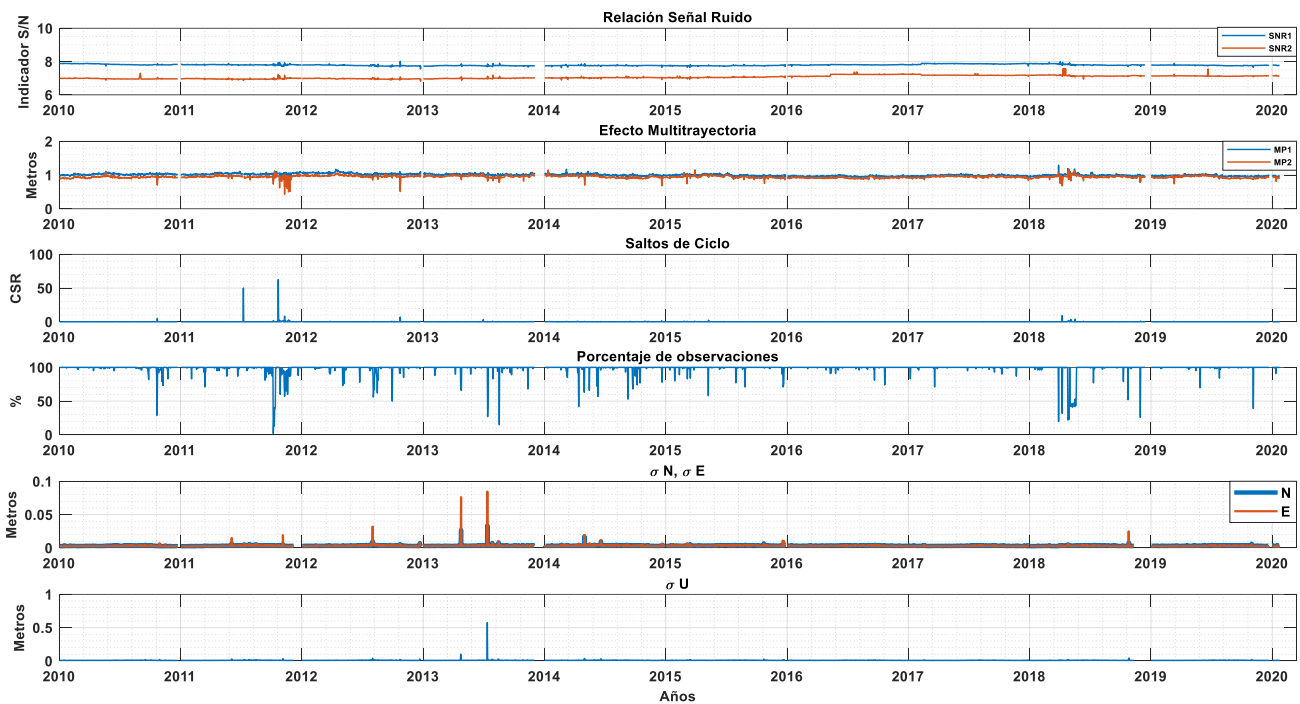 Relación Señal Ruido
Indicador S/N
10
8
6
SNR1
SNR2
2010 2011 2012 2013 2014 2015 2016 2017 2018 2019 2020
Efecto Multitrayectoria
Metros
2
1
0
MP1
MP2
2010 2011 2012 2013 2014 2015 2016 2017 2018 2019 2020
Saltos de Ciclo
CSR
100
50
0
2010 2011 2012 2013 2014 2015 2016 2017 2018 2019 2020
Porcentaje de observaciones
%
100
50
0
2010 2011 2012 2013 2014 2015 2016 2017 2018 2019 2020
σ N, σ E
Metros
0.1
0.05
0
N
E
2010 2011 2012 2013 2014 2015 2016 2017 2018 2019 2020
σ U
Metros
1
0.5
0
2010 2011 2012 2013 2014 2015 2016 2017 2018 2019 2020
Años